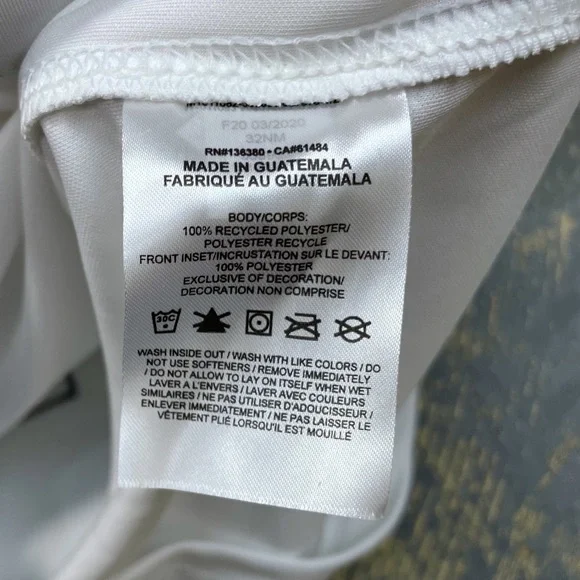 F20 03/2020
32NM
RN#136380 • CA#61484
MADE IN GUATEMALA
FABRIQUÉ AU GUATEMALA
BODY/CORPS:
100% RECYCLED POLYESTER/
POLYESTER RECYCLE
FRONT INSET/INCRUSTATION SUR LE DEVANT:
100% POLYESTER
EXCLUSIVE OF DECORATION/
DECORATION NON COMPRISE
30C
WASH INSIDE OUT / WASH WITH LIKE COLORS / DO
NOT USE SOFTENERS / REMOVE IMMEDIATELY
/ DO NOT ALLOW TO LAY ON ITSELF WHEN WET
LAVER A L'ENVERS / LAVER AVEC COULEURS
SIMILAIRES / NE PAS UTILISER D'ADOUCISSEUR /
ENLEVER IMMEDIATEMENT / NE PAS LAISSER LE
VÊTEMENT PLIÉ LORSQU'IL EST MOUILLÉ